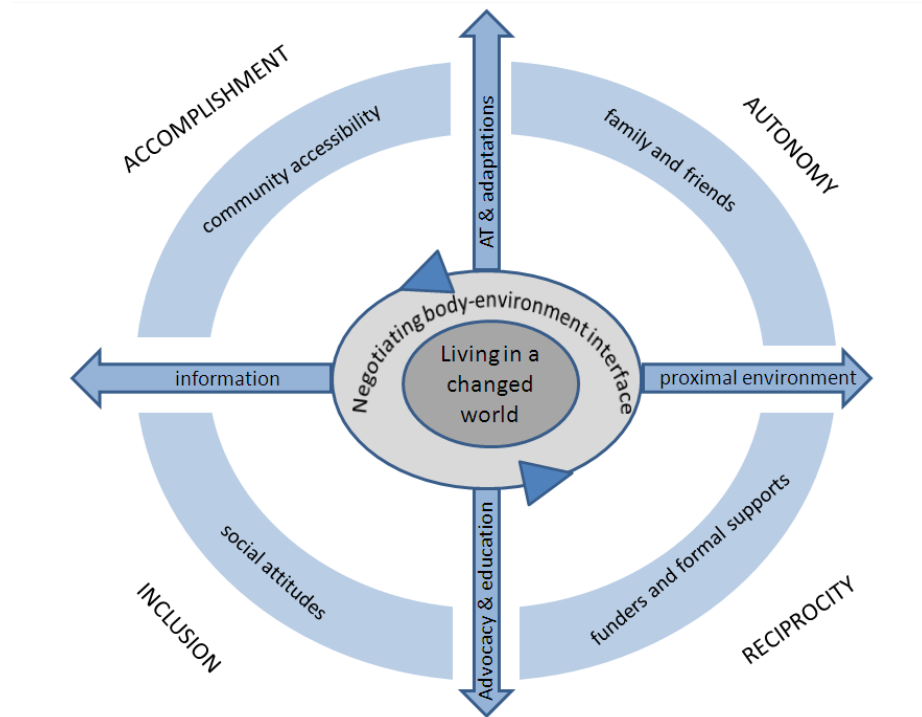 ACCOMPLISHMENT
community accessibility
AT & adaptations
family and friends
AUTONOMY
Negotiating body-environment interface
Living in a
changed
world
information
proximal environment
social attitudes
Advocacy & education
funders and formal supports
INCLUSION
RECIPROCITY